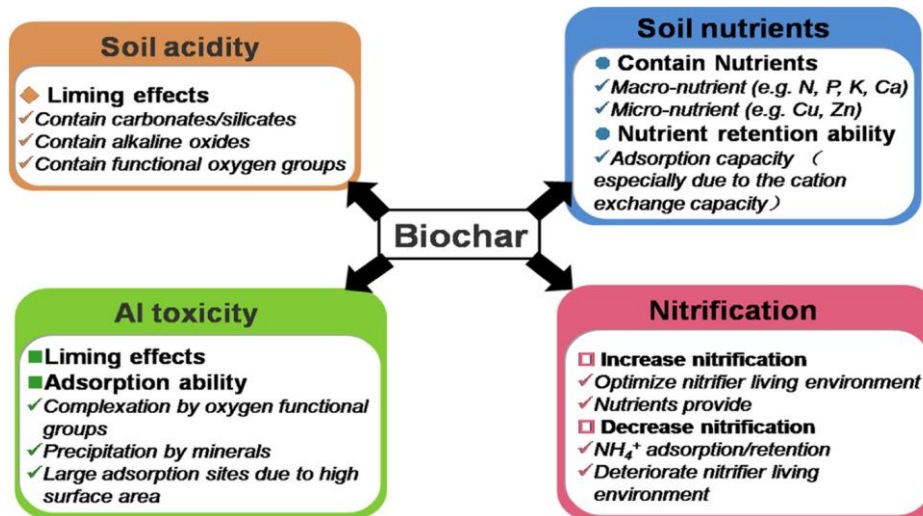 Soil acidity
Liming effects
Contain carbonates/silicates
Contain alkaline oxides
Contain functional oxygen groups
Soil nutrients
Contain Nutrients
Macro-nutrient (e.g. N, P, K, Ca)
Micro-nutrient (e.g. Cu, Zn)
Nutrient retention ability
Adsorption capacity （
especially due to the cation
exchange capacity）
Biochar
Al toxicity
Liming effects
Adsorption ability
Complexation by oxygen functional
groups
Precipitation by minerals
Large adsorption sites due to high
surface area
Nitrification
Increase nitrification
Optimize nitrifier living environment
Nutrients provide
Decrease nitrification
NH₄⁺ adsorption/retention
Deteriorate nitrifier living
environment